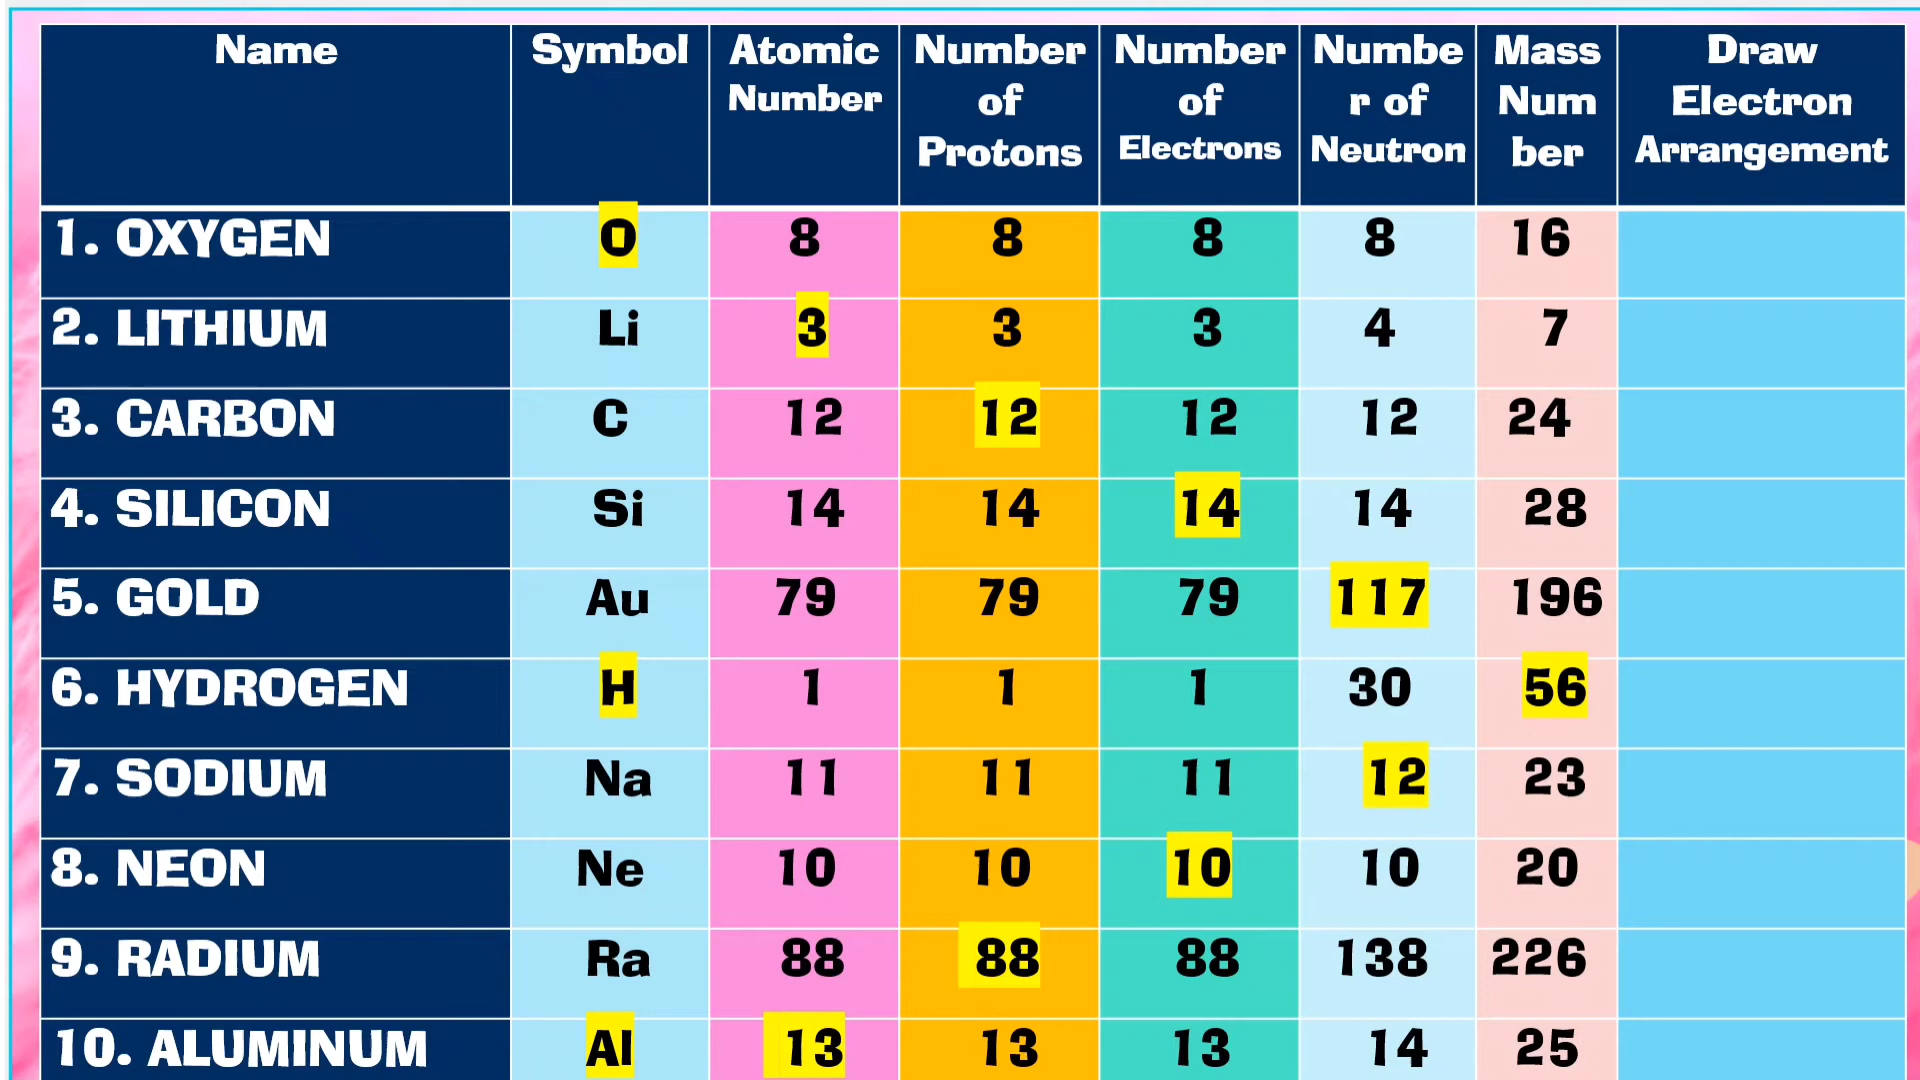 Name Symbol Atomic Number Number of Protons Number of Electrons Numbe r of Neutron Mass Num ber Draw Electron Arrangement
1. OXYGEN O 8 8 8 8 16
2. LITHIUM Li 3 3 3 4 7
3. CARBON C 12 12 12 12 24
4. SILICON Si 14 14 14 14 28
5. GOLD Au 79 79 79 117 196
6. HYDROGEN H 1 1 1 30 56
7. SODIUM Na 11 11 11 12 23
8. NEON Ne 10 10 10 10 20
9. RADIUM Ra 88 88 88 138 226
10. ALUMINUM Al 13 13 13 14 25